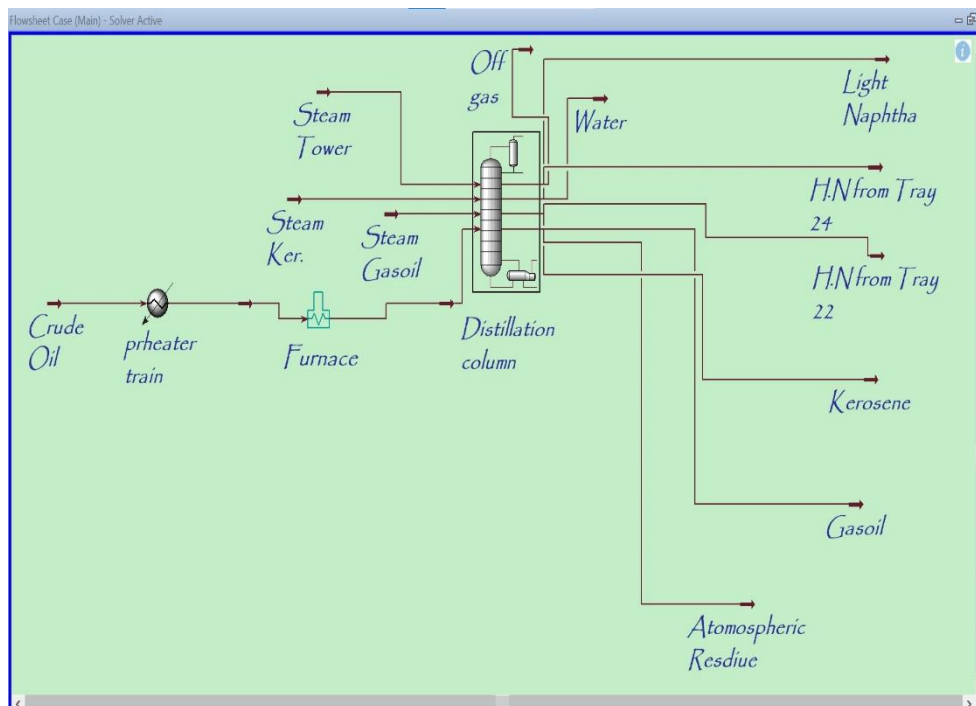 Flowsheet Case (Main) - Solver Active
Off
gas
Light
Naphtha
Steam
Tower
Water
H.N from Tray
24
Steam
Ker.
Steam
Gasoil
H.N from Tray
22
Crude
Oil
prheater
train
Furnace
Distillation
column
Kerosene
Gasoil
Atomospheric
Resdiue